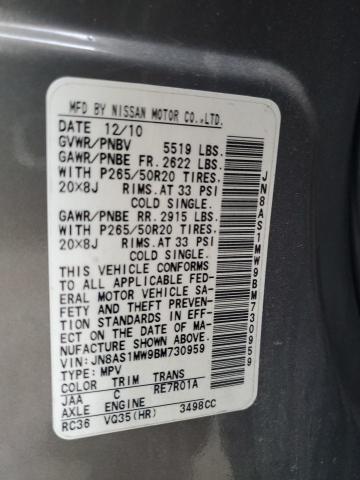 MFD BY NISSAN MOTOR CO.,LTD.
DATE 12/10
GVWR/PNBV 5519 LBS.
GAWR/PNBE FR. 2622 LBS.
WITH P265/50R20 TIRES.
20×8J RIMS. AT 33 PSI
COLD SINGLE.
GAWR/PNBE RR. 2915 LBS.
WITH P265/50R20 TIRES.
20×8J RIMS. AT 33 PSI
COLD SINGLE.
THIS VEHICLE CONFORMS
TO ALL APPLICABLE FED-
ERAL MOTOR VEHICLE SA-
FETY AND THEFT PREVEN-
TION STANDARDS IN EFF-
ECT ON THE DATE OF MA-
NUFACTURE SHOWN ABOVE.
VIN:JN8AS1MW9BM730959
TYPE: MPV
COLOR TRIM TRANS
JAA C RE7R01A
AXLE ENGINE
RC36 VQ35(HR) 3498CC
JN8AS1MW9BM730959